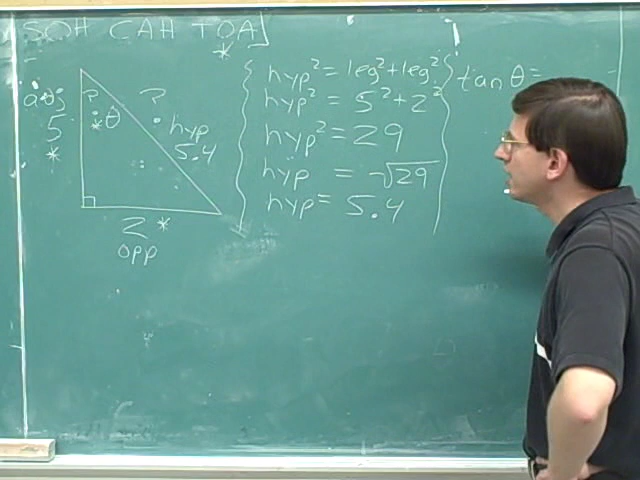 SOH CAH TOA
*
adj
5
*
?
* θ
?
hyp
5.4
2 *
opp
hyp² = leg² + leg²
hyp² = 5² + 2²
hyp² = 29
hyp = √29
hyp = 5.4
tan θ =